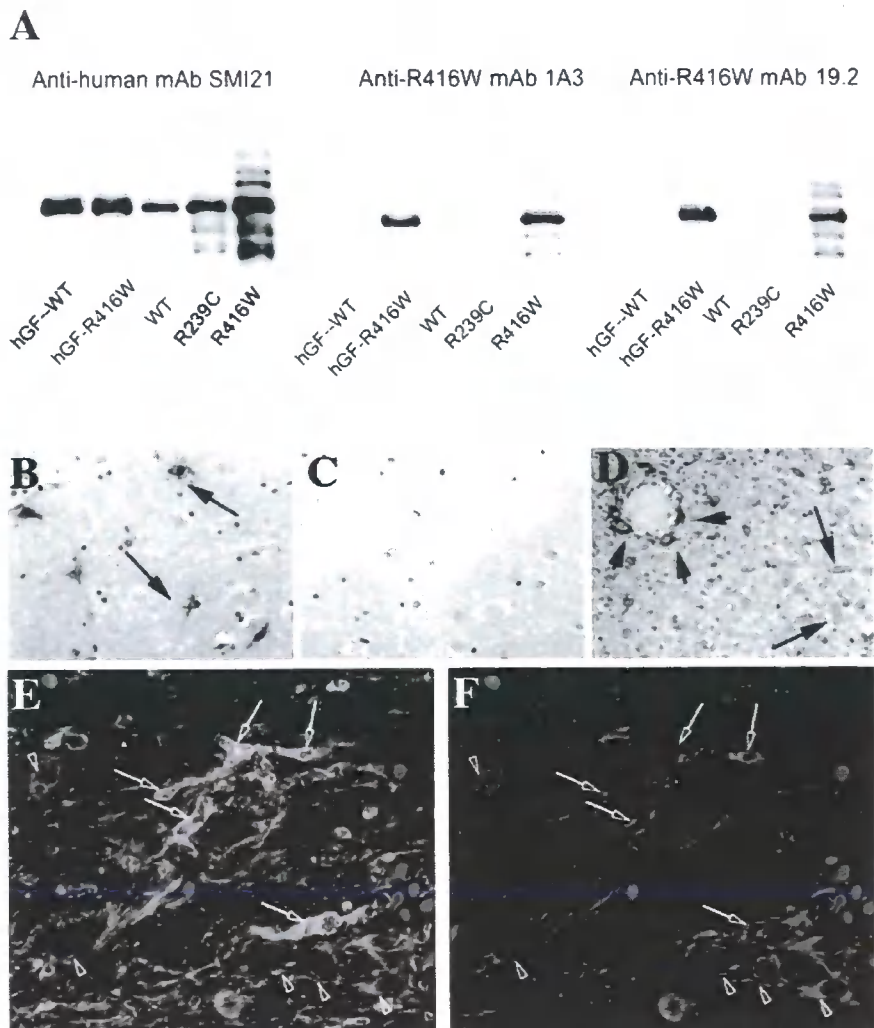 A
Anti-human mAb SMI21
Anti-R416W mAb 1A3
Anti-R416W mAb 19.2
hGF--WT
hGF-R416W
WT
R239C
R416W
hGF--WT
hGF-R416W
WT
R239C
R416W
hGF--WT
hGF-R416W
WT
R239C
R416W
B
C
D
E
F